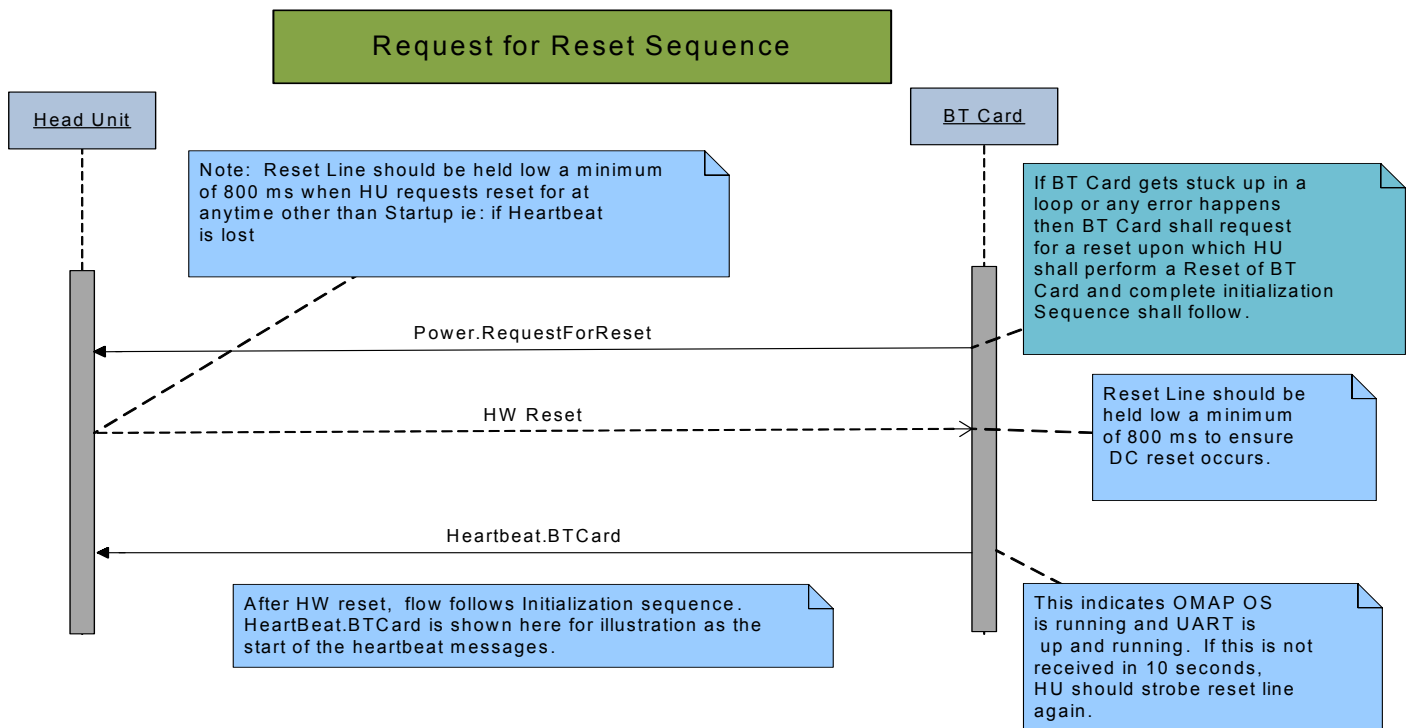 Request for Reset Sequence
Head Unit
BT Card
Note: Reset Line should be held low a minimum
of 800 ms when HU requests reset for at
anytime other than Startup ie: if Heartbeat
is lost
If BT Card gets stuck up in a
loop or any error happens
then BT Card shall request
for a reset upon which HU
shall perform a Reset of BT
Card and complete initialization
Sequence shall follow.
Power.RequestForReset
HW Reset
Reset Line should be
held low a minimum
of 800 ms to ensure
DC reset occurs.
Heartbeat.BTCard
After HW reset, flow follows Initialization sequence.
HeartBeat.BTCard is shown here for illustration as the
start of the heartbeat messages.
This indicates OMAP OS
is running and UART is
up and running. If this is not
received in 10 seconds,
HU should strobe reset line
again.